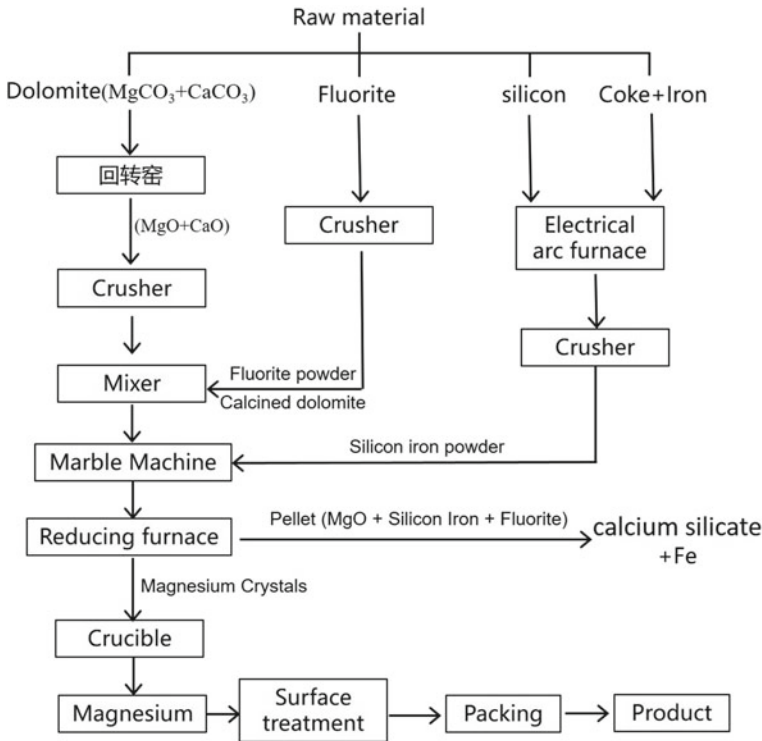 Raw material
Dolomite(MgCO₃+CaCO₃)
Fluorite
silicon
Coke+Iron
回转窑
Crusher
Electrical
arc furnace
(MgO+CaO)
Crusher
Crusher
Mixer
Fluorite powder
Calcined dolomite
Marble Machine
Silicon iron powder
Reducing furnace
Pellet (MgO + Silicon Iron + Fluorite)
calcium silicate
+Fe
Magnesium Crystals
Crucible
Magnesium
Surface
treatment
Packing
Product